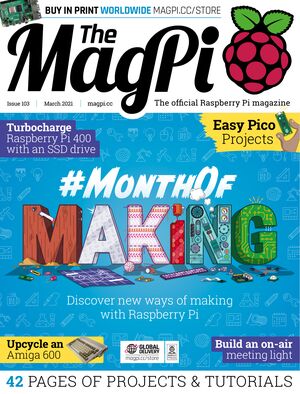 BUY IN PRINT WORLDWIDE MAGPI.CC/STORE
The
MagPi
Issue 103 | March 2021 | magpi.cc
The official Raspberry Pi magazine
Turbocharge
Raspberry Pi 400
with an SSD drive
Easy Pico
Projects
#MONTHOF
MAKING
Discover new ways of making
with Raspberry Pi
Upcycle an
Amiga 600
GLOBAL
DELIVERY
magpi.cc/store
Build an on-air
meeting light
42 PAGES OF PROJECTS & TUTORIALS